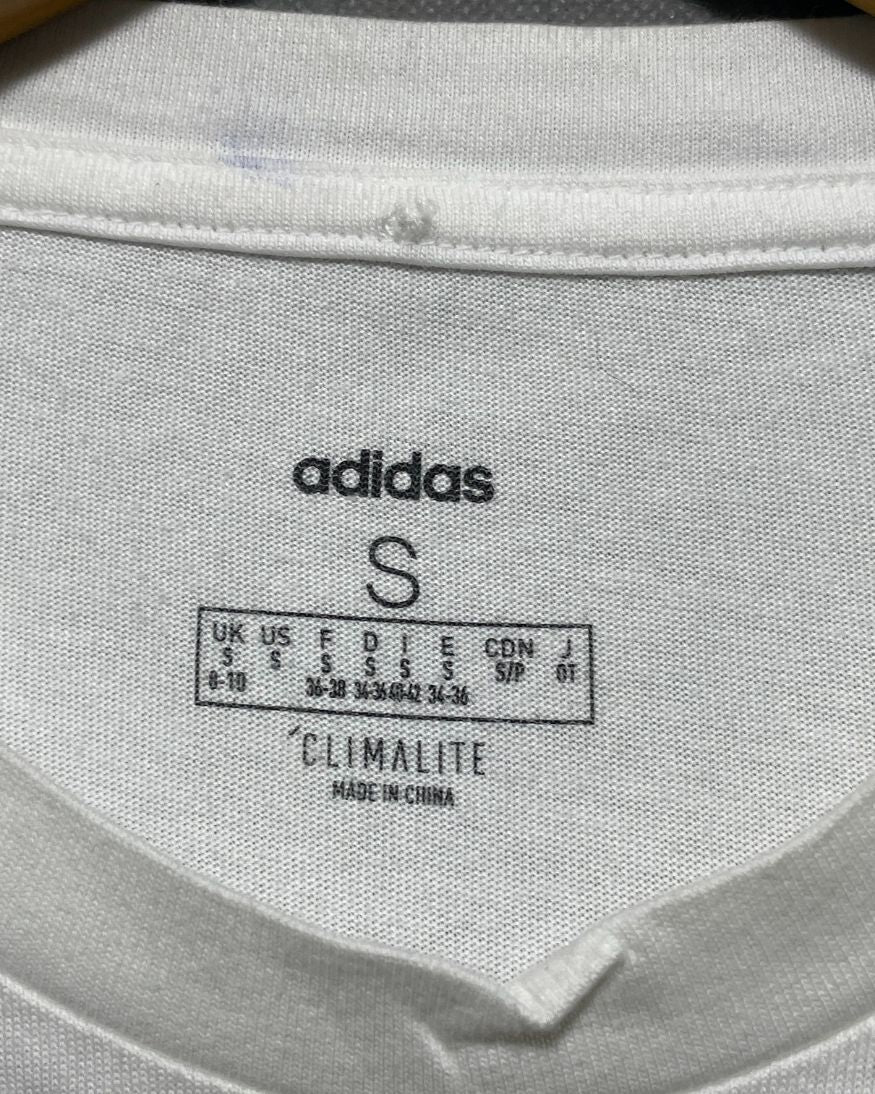 adidas
S
UK US F D I E CDN J
S S S S S S S/P OT
8-10 36-38 34-36 40-42 34-36
CLIMALITE
MADE IN CHINA